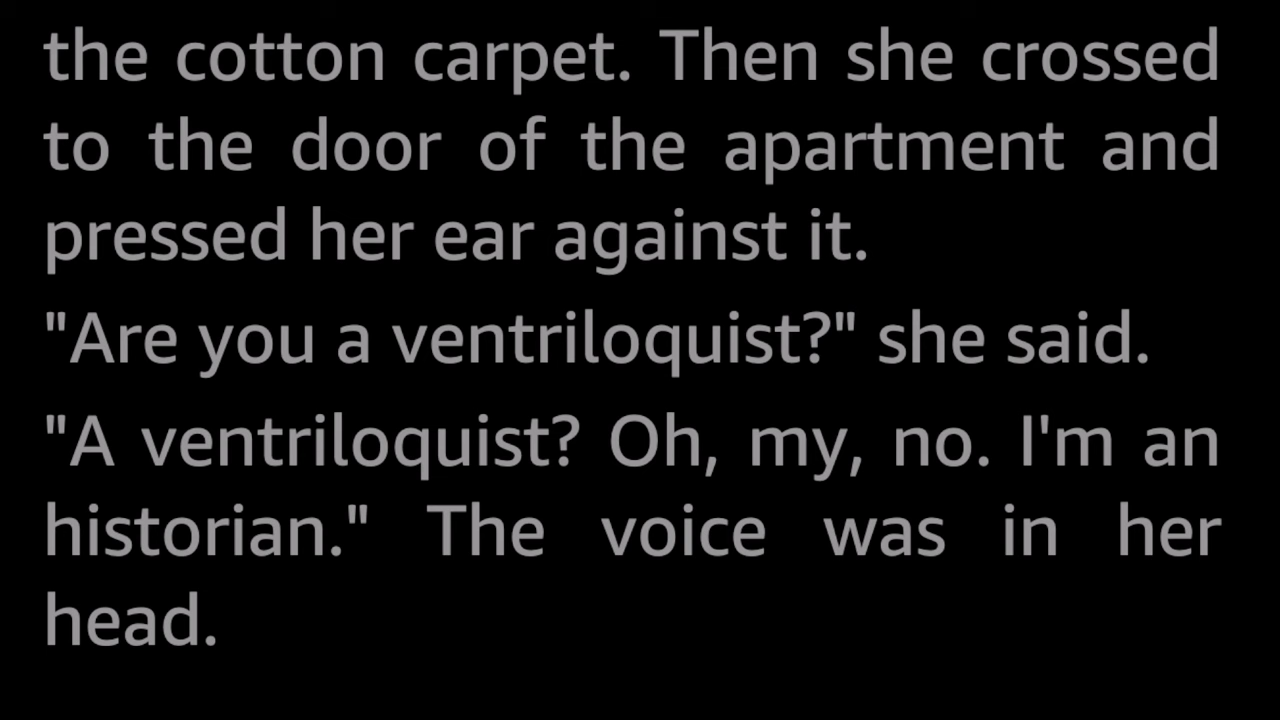 the cotton carpet. Then she crossed
to the door of the apartment and
pressed her ear against it.
"Are you a ventriloquist?" she said.
"A ventriloquist? Oh, my, no. I'm an
historian." The voice was in her
head.